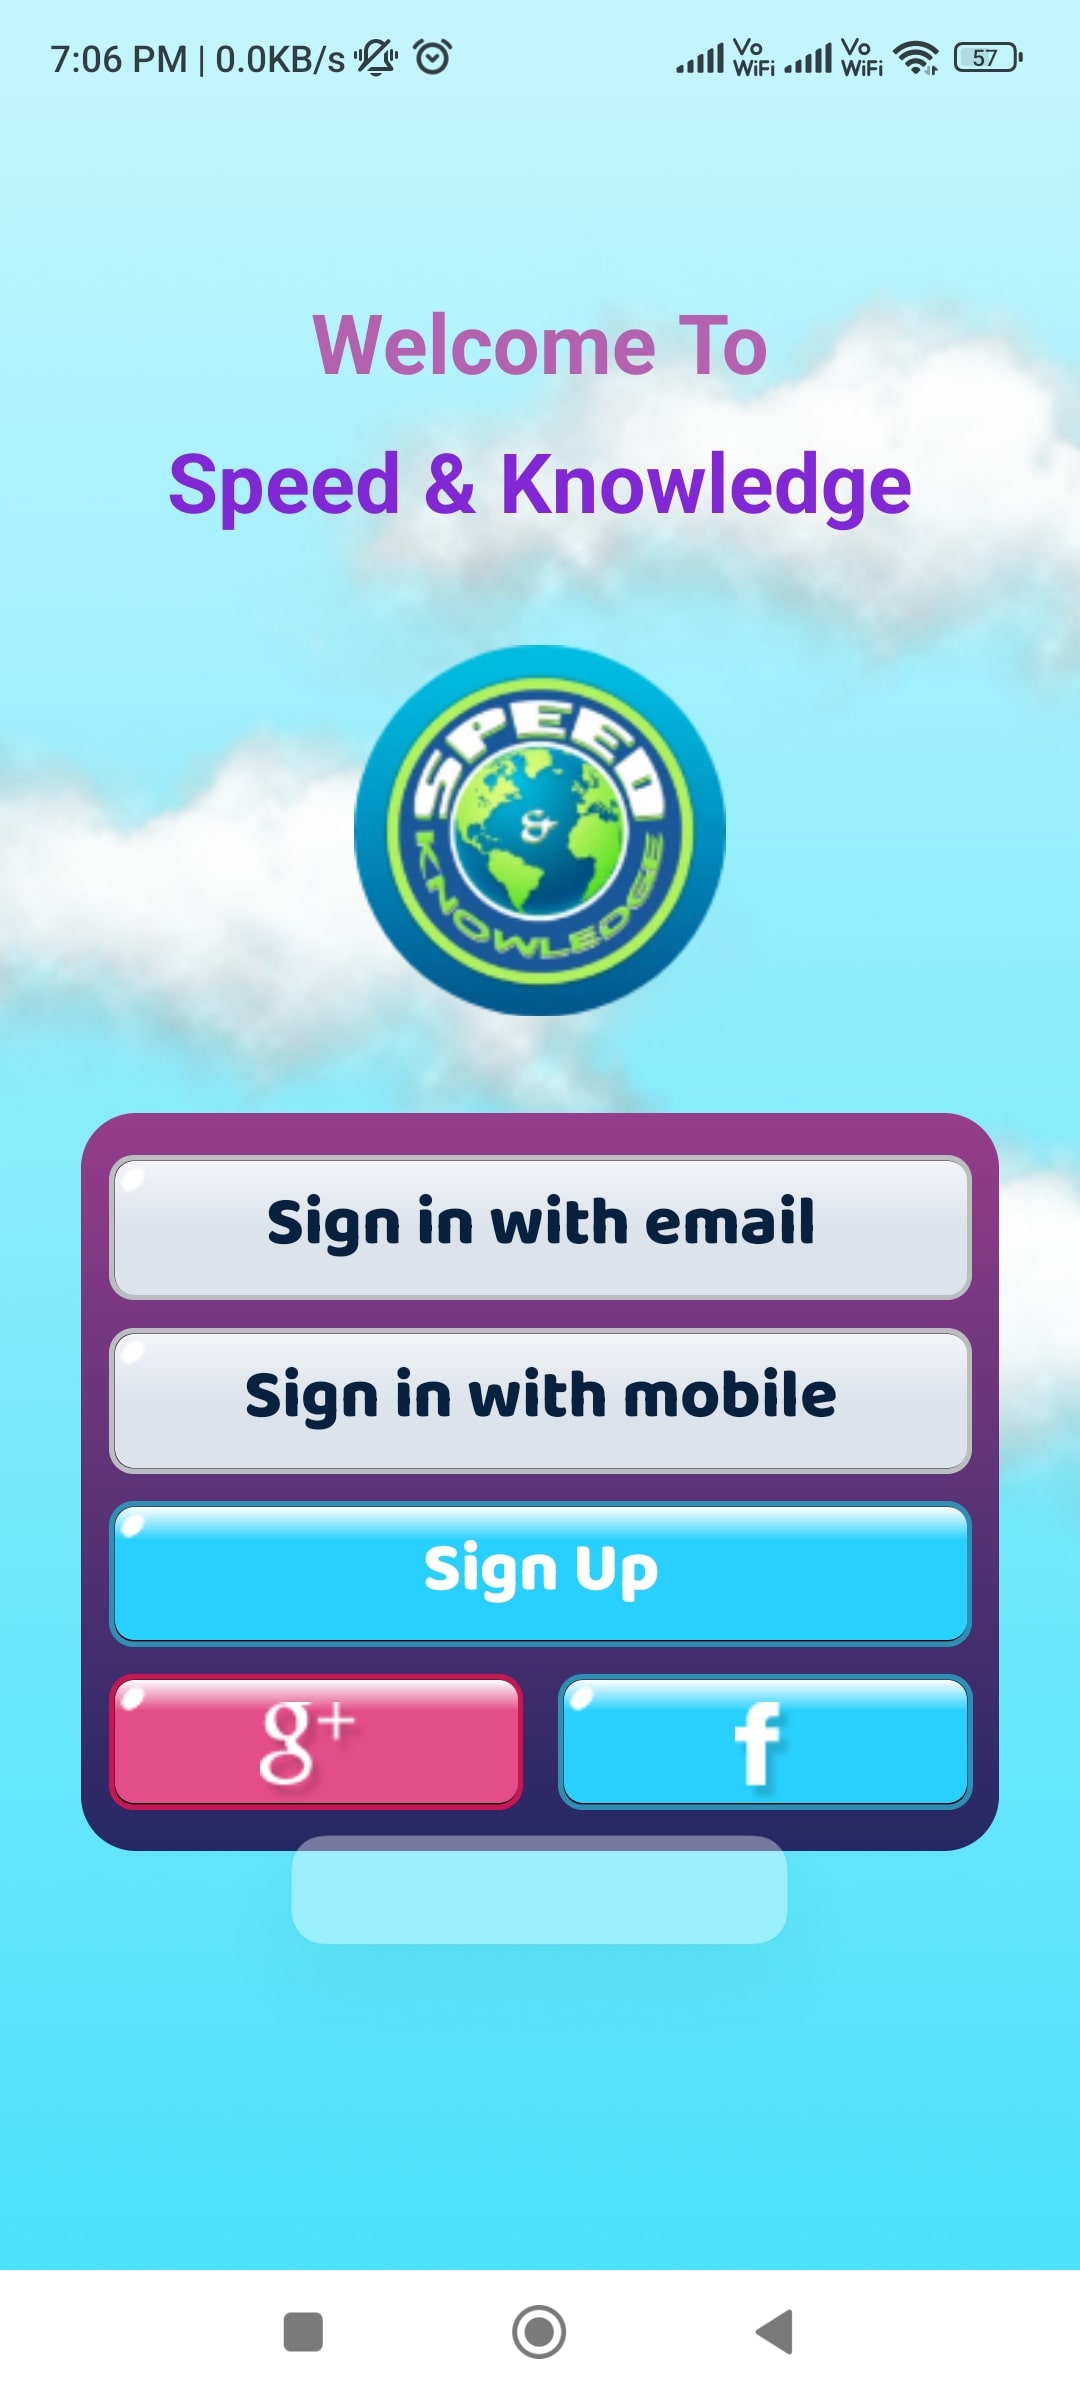 7:06 PM | 0.0KB/s Vo WiFi Vo WiFi 57
Welcome To
Speed & Knowledge
SPEED
&
KNOWLEDGE
Sign in with email
Sign in with mobile
Sign Up
g+ f